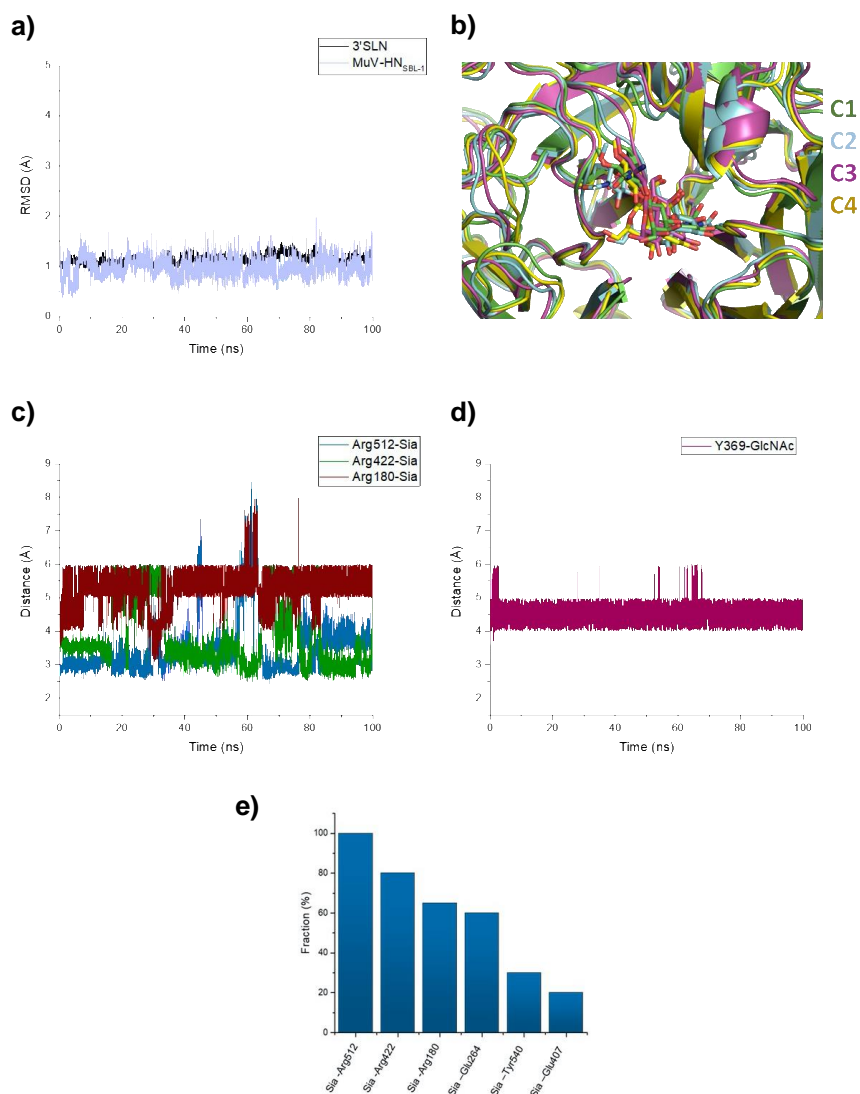 a)
3'SLN
MuV-HN SBL-1
5
4
3
2
1
0
RMSD (Å)
0 20 40 60 80 100
Time (ns)
b)
C1
C2
C3
C4
c)
Arg512-Sia
Arg422-Sia
Arg180-Sia
9
8
7
6
5
4
3
2
Distance (Å)
0 20 40 60 80 100
Time (ns)
d)
Y369-GlcNAc
9
8
7
6
5
4
3
2
Distance (Å)
0 20 40 60 80 100
Time (ns)
e)
100
80
60
40
20
0
Fraction (%)
Sia -Arg512
Sia -Arg422
Sia -Arg180
Sia –Glu264
Sia –Tyr540
Sia –Glu407